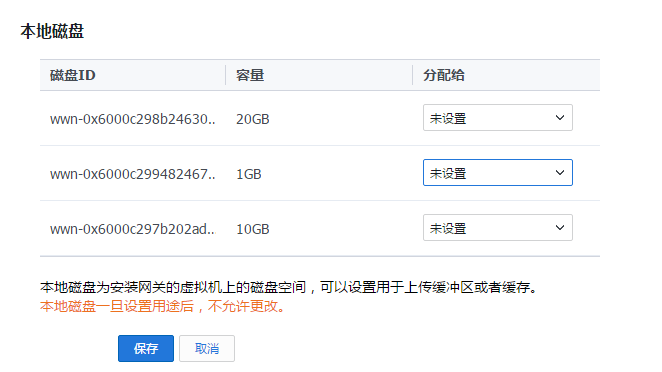 本地磁盘
磁盘ID 容量 分配给
wwn-0x6000c298b24630.. 20GB 未设置
wwn-0x6000c299482467.. 1GB 未设置
wwn-0x6000c297b202ad.. 10GB 未设置
本地磁盘为安装网关的虚拟机上的磁盘空间，可以设置用于上传缓冲区或者缓存。
本地磁盘一旦设置用途后，不允许更改。
保存 取消